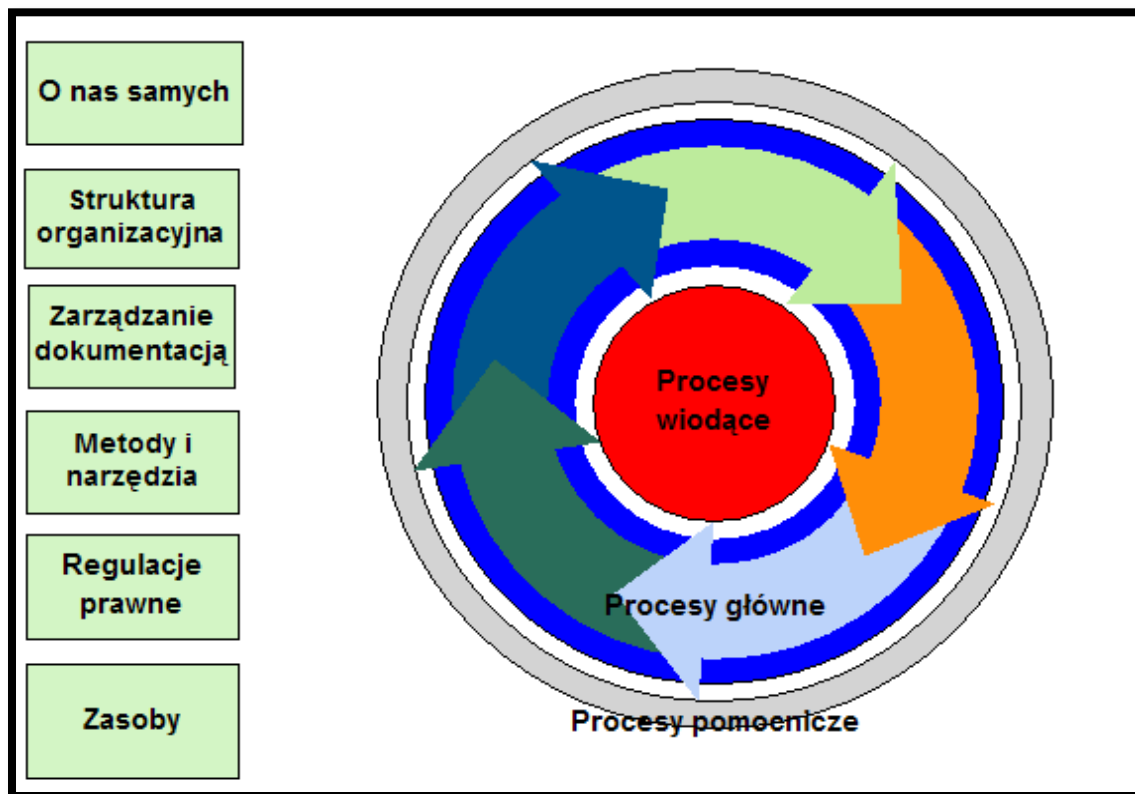 O nas samych
Struktura
organizacyjna
Zarządzanie
dokumentacją
Metody i
narzędzia
Regulacje
prawne
Zasoby
Procesy
wiodące
Procesy główne
Procesy pomocnicze